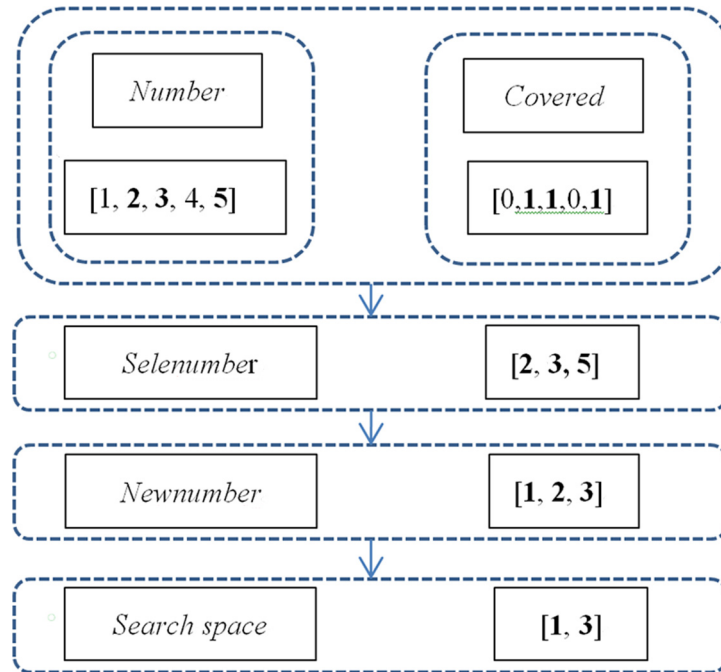 Number
Covered
[1, 2, 3, 4, 5]
[0,1,1,0,1]
Selenumber
[2, 3, 5]
Newnumber
[1, 2, 3]
Search space
[1, 3]